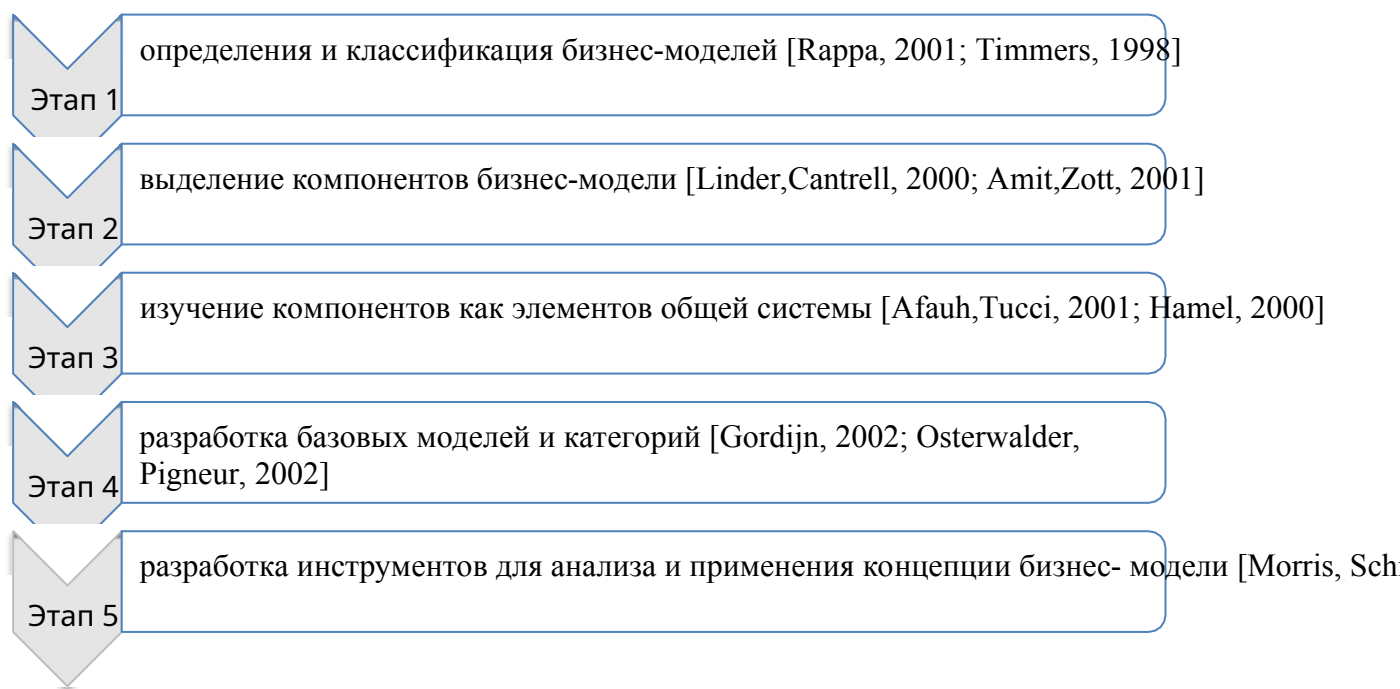 определения и классификация бизнес-моделей [Rappa, 2001; Timmers, 1998]
Этап 1
выделение компонентов бизнес-модели [Linder,Cantrell, 2000; Amit,Zott, 2001]
Этап 2
изучение компонентов как элементов общей системы [Afauh,Tucci, 2001; Hamel, 2000]
Этап 3
разработка базовых моделей и категорий [Gordijn, 2002; Osterwalder,
Pigneur, 2002]
Этап 4
разработка инструментов для анализа и применения концепции бизнес- модели [Morris,
Этап 5